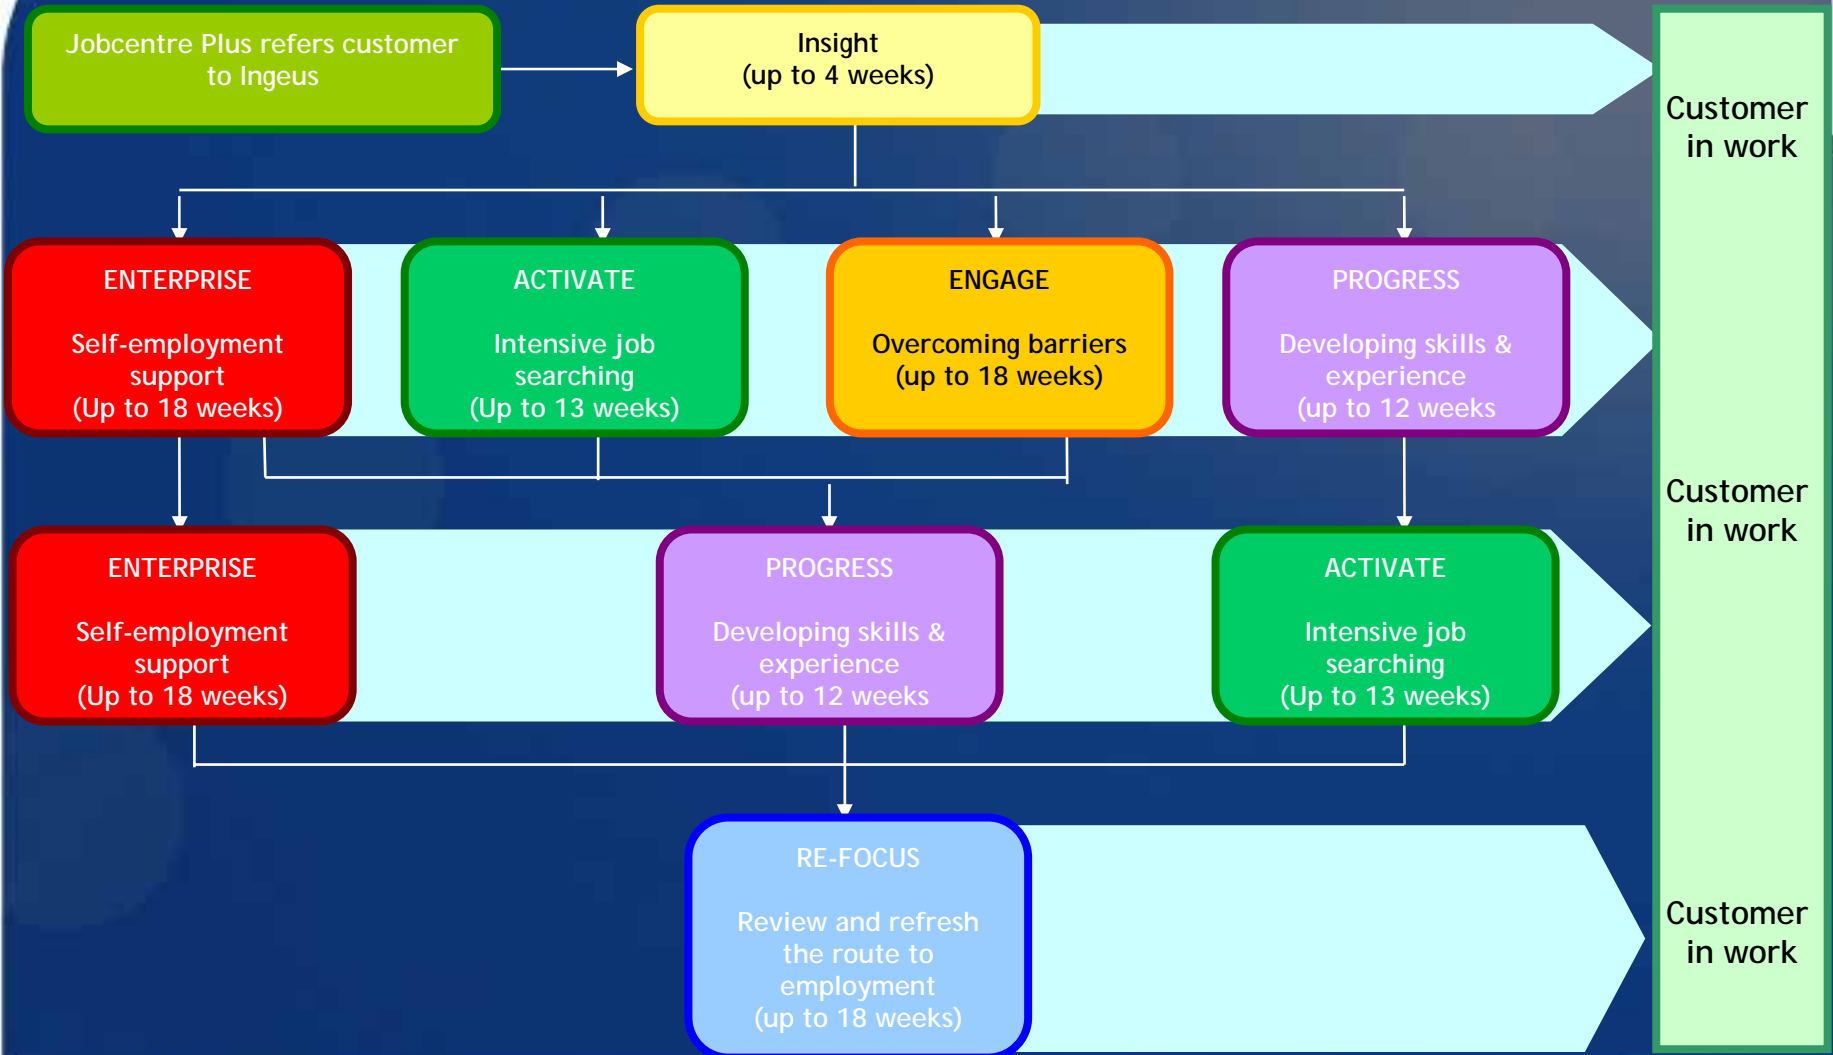 Jobcentre Plus refers customer
to Ingeus
Insight
(up to 4 weeks)
Customer
in work
ENTERPRISE
Self-employment
support
(Up to 18 weeks)
ACTIVATE
Intensive job
searching
(Up to 13 weeks)
ENGAGE
Overcoming barriers
(up to 18 weeks)
PROGRESS
Developing skills &
experience
(up to 12 weeks
Customer
in work
ENTERPRISE
Self-employment
support
(Up to 18 weeks)
PROGRESS
Developing skills &
experience
(up to 12 weeks
ACTIVATE
Intensive job
searching
(Up to 13 weeks)
RE-FOCUS
Review and refresh
the route to
employment
(up to 18 weeks)
Customer
in work